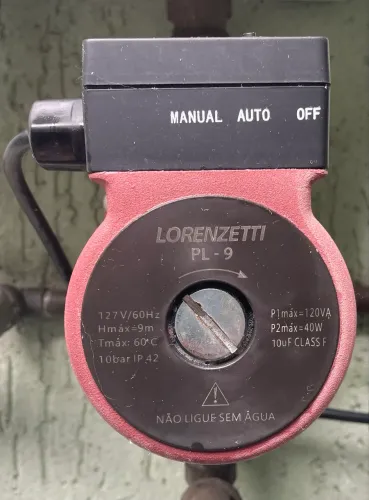 MANUAL AUTO OFF
LORENZETTI
PL - 9
127V/60Hz
Hmáx=9m
Tmáx: 60°C
10bar IP 42
P1máx=120VA
P2máx=40W
10uF CLASS F
NÃO LIGUE SEM ÁGUA